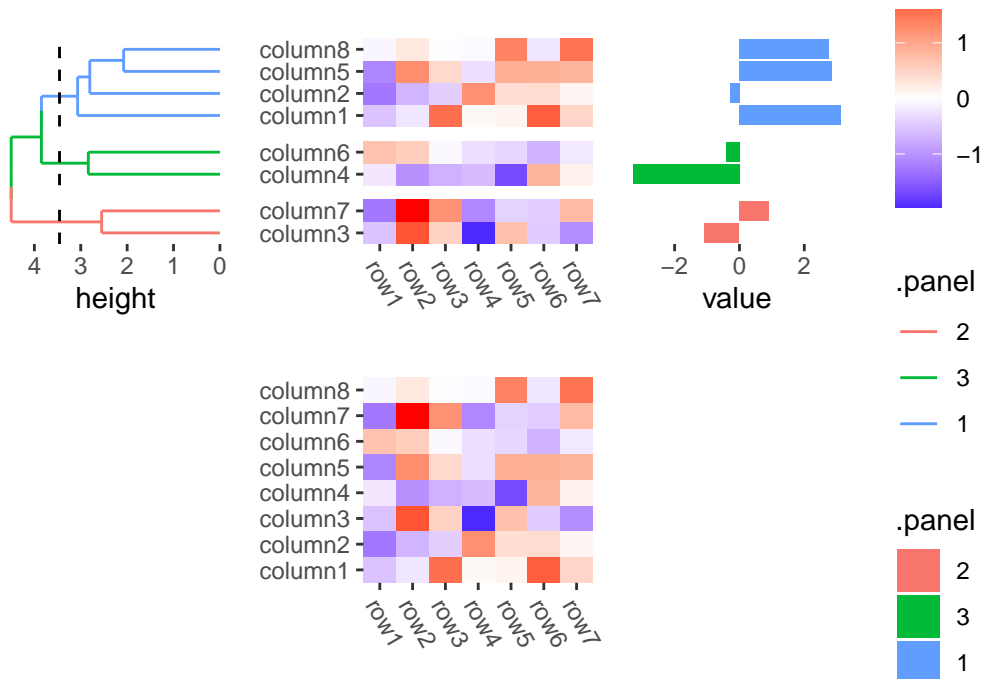 column8
column5
column2
column1
column6
column4
column7
column3
4 3 2 1 0
height
row1 row2 row3 row4 row5 row6 row7
−2 0 2
value
1
0
−1
.panel
2
3
1
column8
column7
column6
column5
column4
column3
column2
column1
row1 row2 row3 row4 row5 row6 row7
.panel
2
3
1